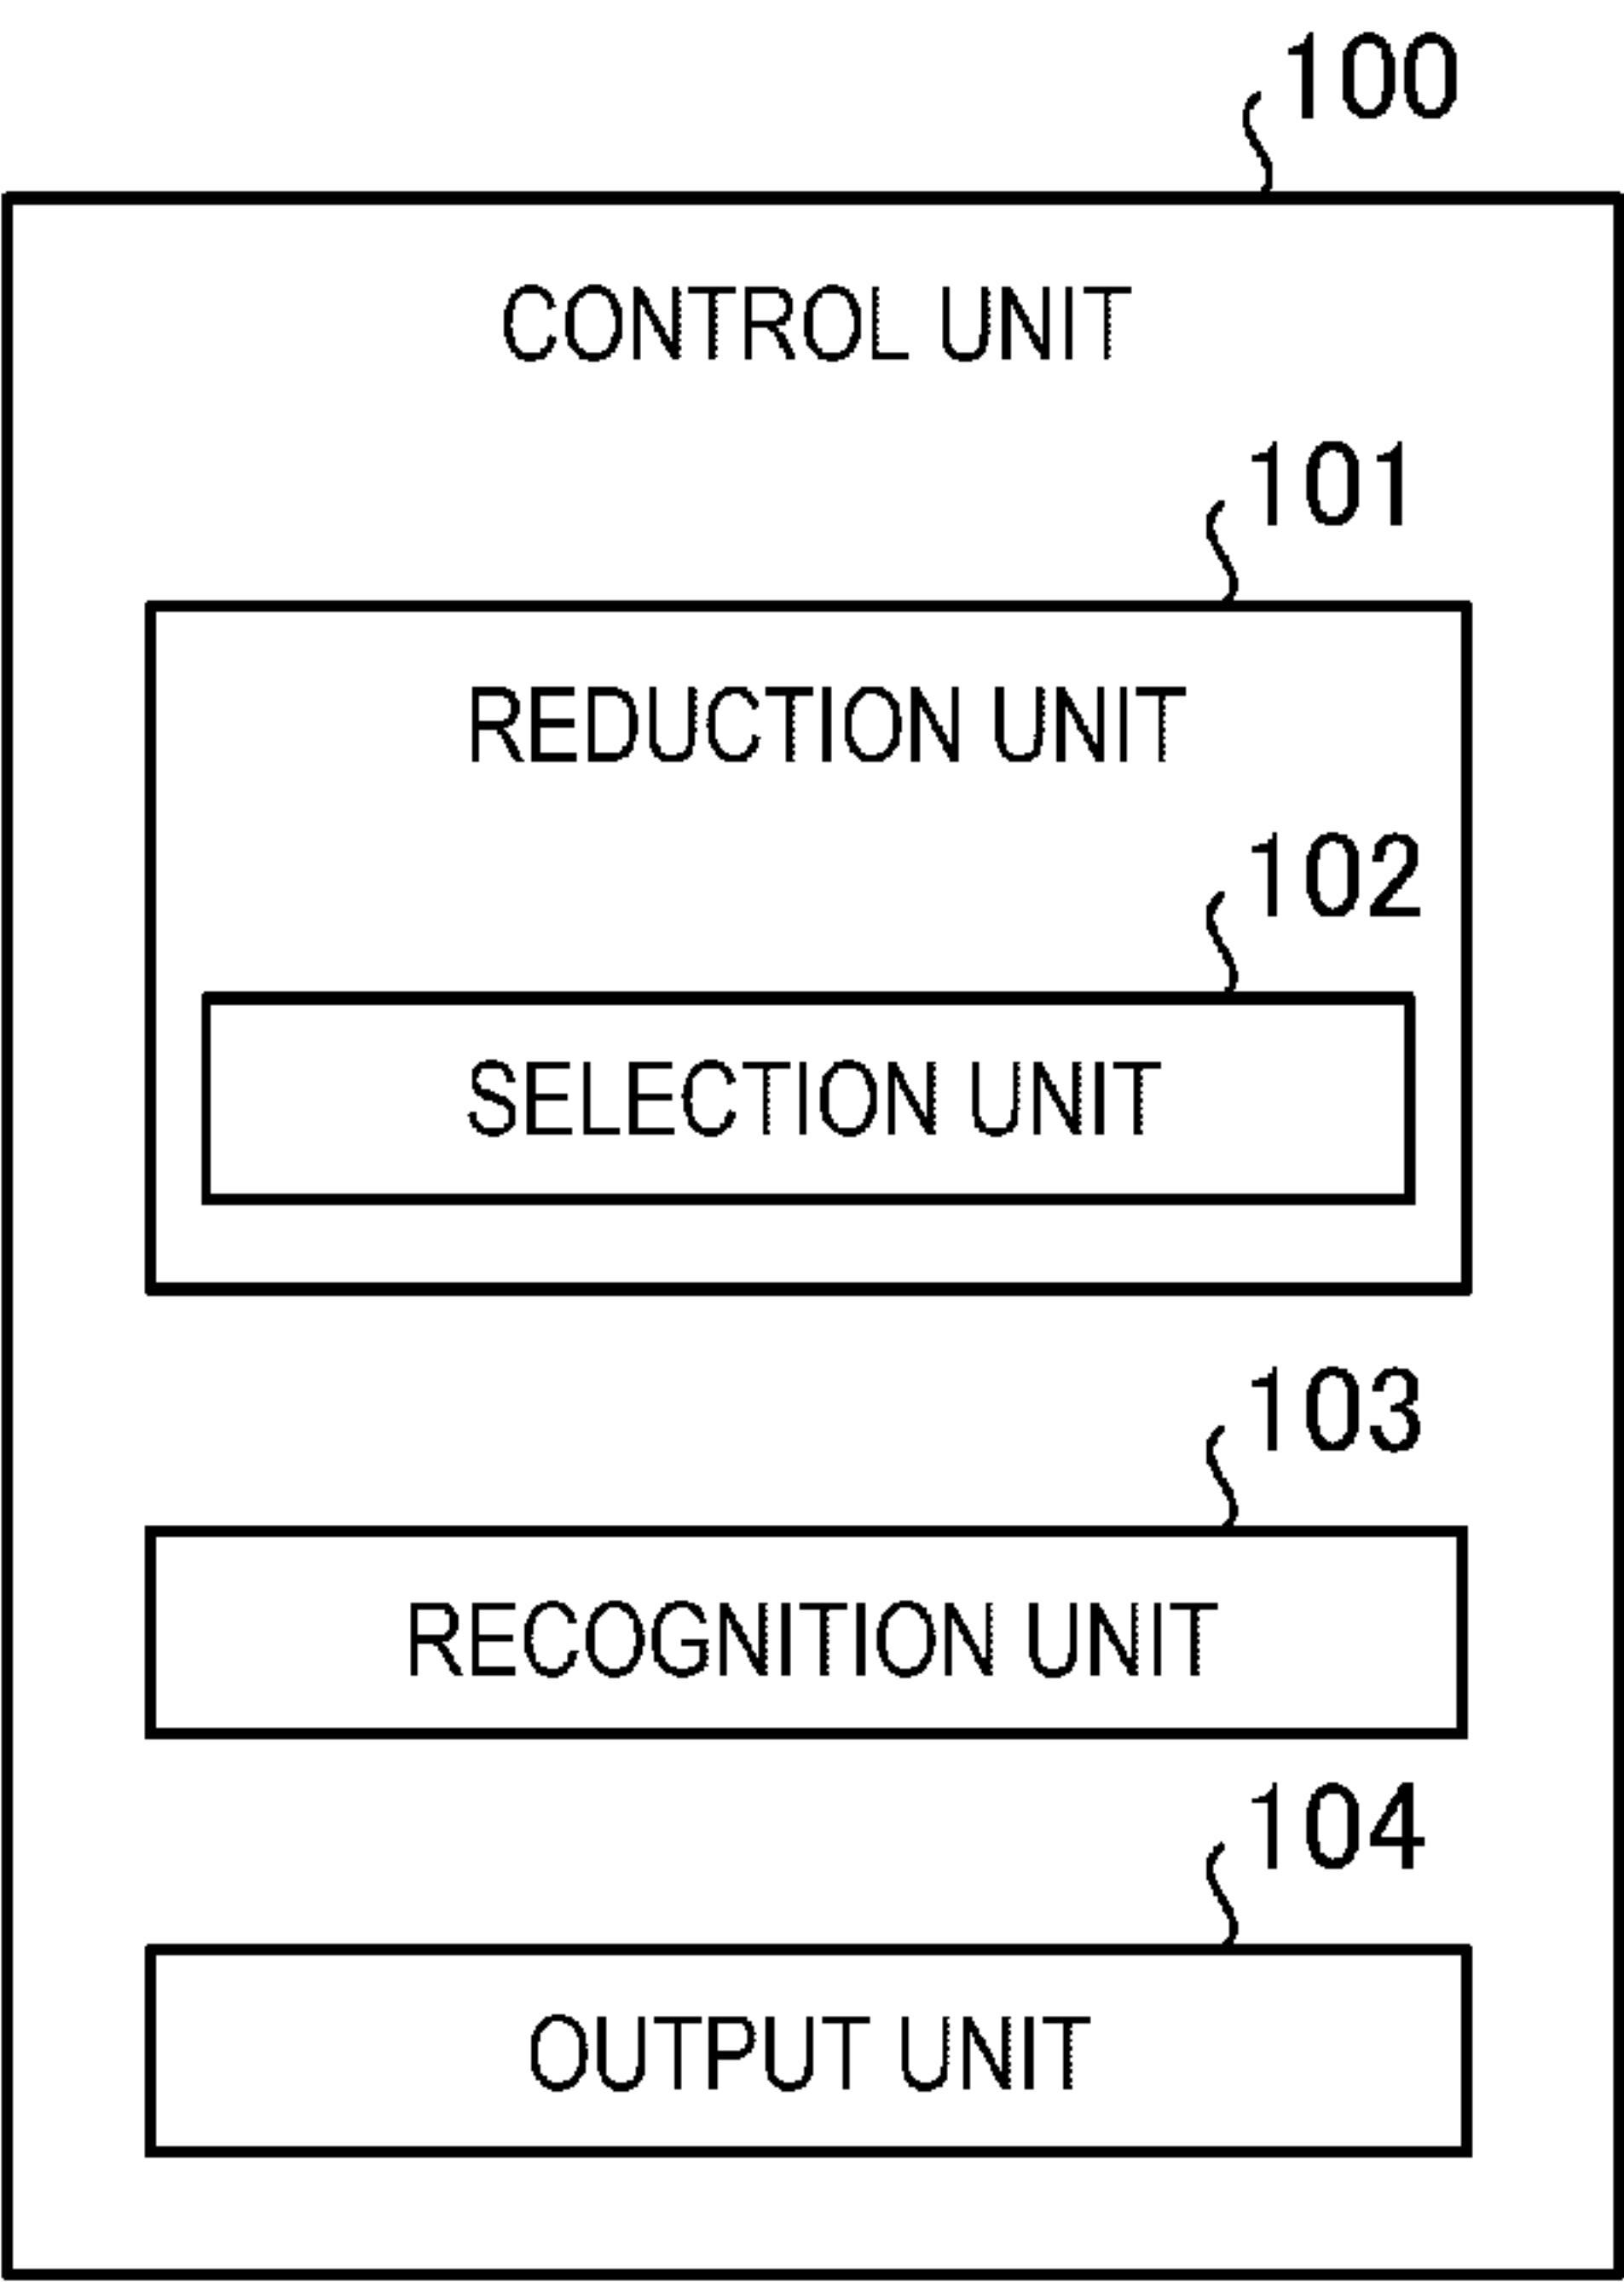 100
CONTROL UNIT
101
REDUCTION UNIT
102
SELECTION UNIT
103
RECOGNITION UNIT
104
OUTPUT UNIT